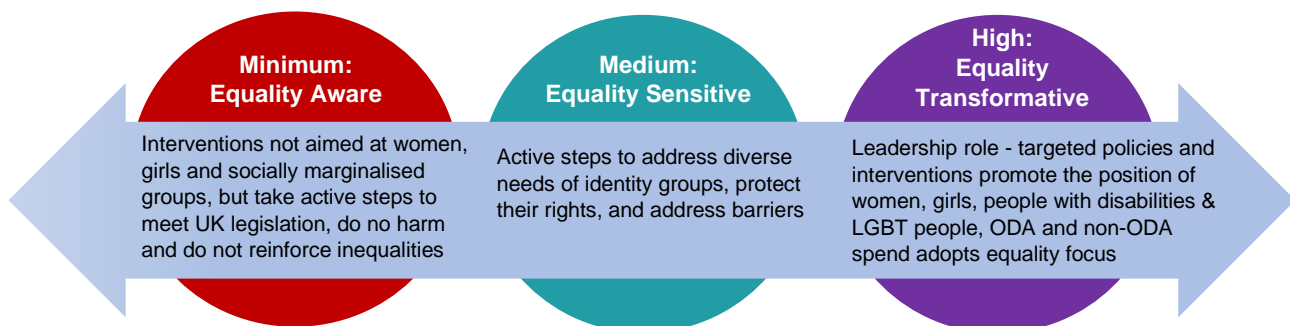 Minimum:
Equality Aware
Interventions not aimed at women,
girls and socially marginalised
groups, but take active steps to
meet UK legislation, do no harm
and do not reinforce inequalities
Medium:
Equality Sensitive
Active steps to address diverse
needs of identity groups, protect
their rights, and address barriers
High:
Equality
Transformative
Leadership role - targeted policies and
interventions promote the position of
women, girls, people with disabilities &
LGBT people, ODA and non-ODA
spend adopts equality focus